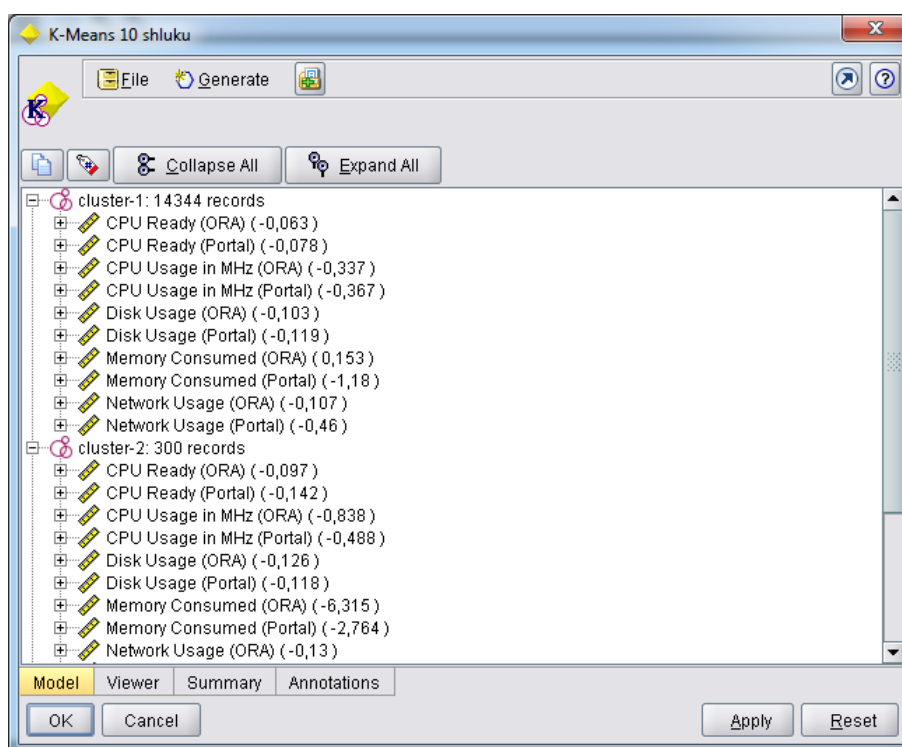 K-Means 10 shluku
File Generate
Collapse All Expand All
cluster-1: 14344 records
CPU Ready (ORA) (-0,063)
CPU Ready (Portal) (-0,078)
CPU Usage in MHz (ORA) (-0,337)
CPU Usage in MHz (Portal) (-0,367)
Disk Usage (ORA) (-0,103)
Disk Usage (Portal) (-0,119)
Memory Consumed (ORA) (0,153)
Memory Consumed (Portal) (-1,18)
Network Usage (ORA) (-0,107)
Network Usage (Portal) (-0,46)
cluster-2: 300 records
CPU Ready (ORA) (-0,097)
CPU Ready (Portal) (-0,142)
CPU Usage in MHz (ORA) (-0,838)
CPU Usage in MHz (Portal) (-0,488)
Disk Usage (ORA) (-0,126)
Disk Usage (Portal) (-0,118)
Memory Consumed (ORA) (-6,315)
Memory Consumed (Portal) (-2,764)
Network Usage (ORA) (-0,13)
Model Viewer Summary Annotations
OK Cancel Apply Reset